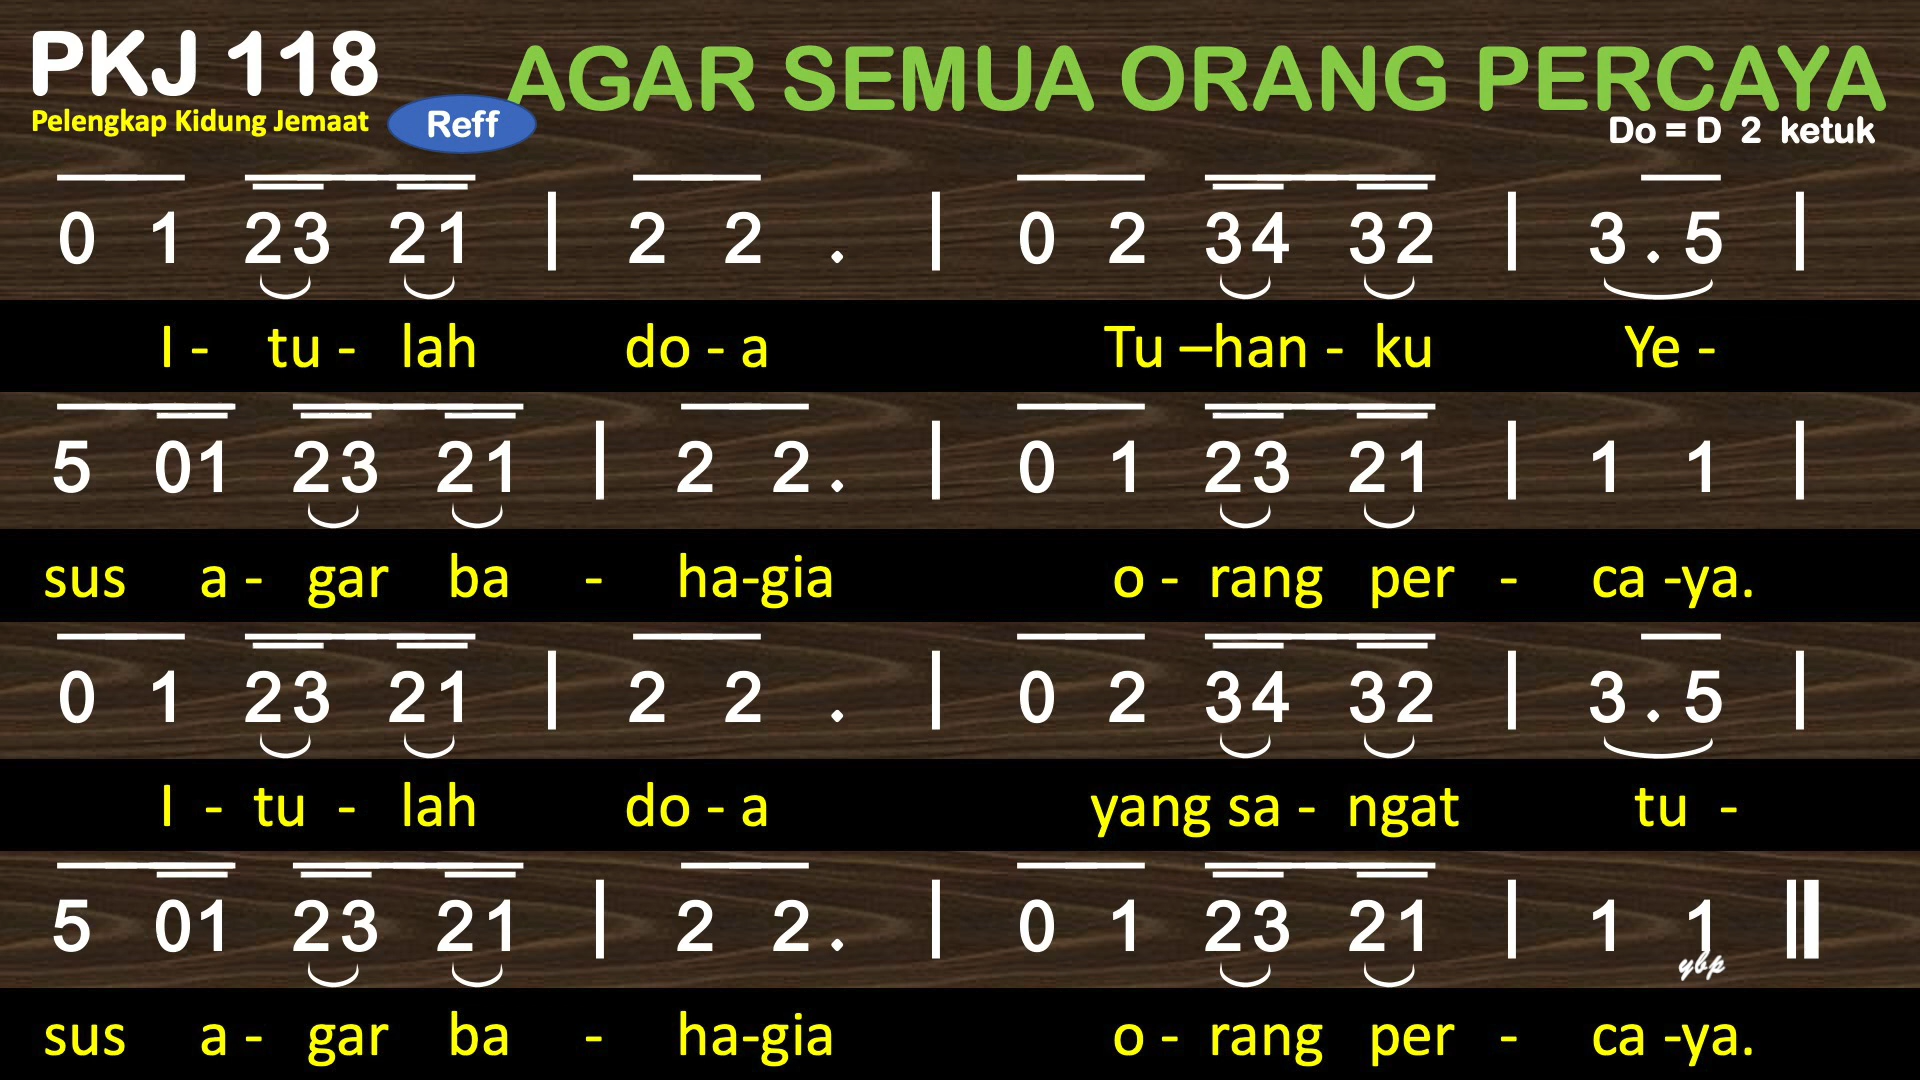 PKJ 118
AGAR SEMUA ORANG PERCAYA
Pelengkap Kidung Jemaat
Reff
Do = D 2 ketuk
0 1 23 21 | 2 2 . | 0 2 34 32 | 3 . 5 |
I - tu - lah do - a Tu –han - ku Ye -
5 01 23 21 | 2 2 . | 0 1 23 21 | 1 1 |
sus a - gar ba - ha-gia o - rang per - ca -ya.
0 1 23 21 | 2 2 . | 0 2 34 32 | 3 . 5 |
I - tu - lah do - a yang sa - ngat tu -
5 01 23 21 | 2 2 . | 0 1 23 21 | 1 1 ||
ybp
sus a - gar ba - ha-gia o - rang per - ca -ya.